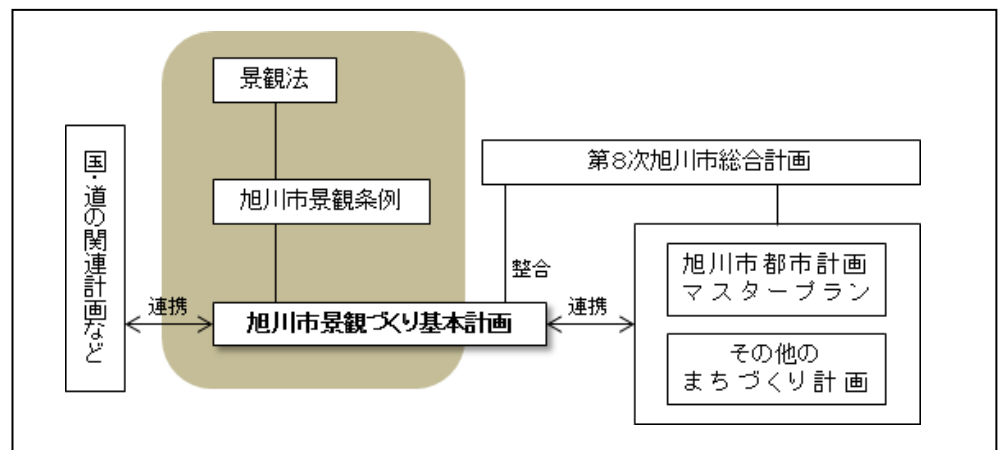 景観法
第８次旭川市総合計画
国・道の関連計画など
旭川市景観条例
旭川市都市計画
マスタープラン
整合
連携
旭川市景観づくり基本計画
連携
その他の
まちづくり計画